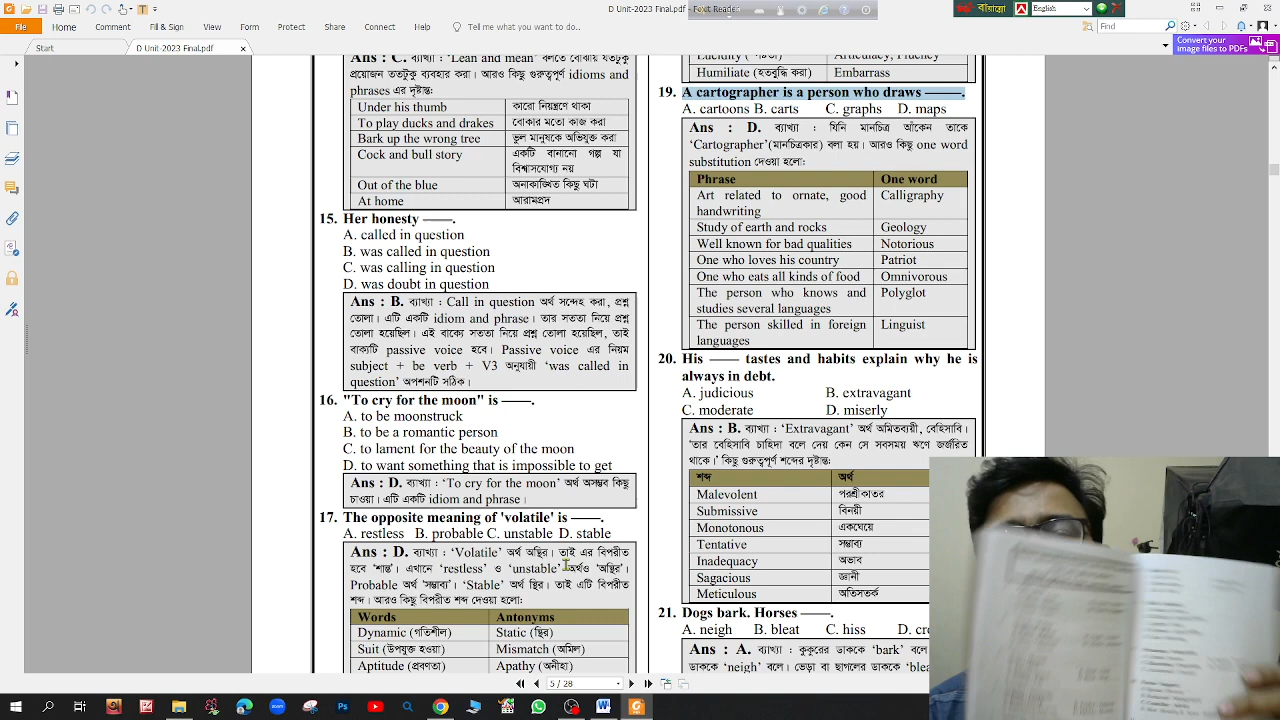 D Unit-2023 Final.pdf - Foxit Reader
বায়ান্নো
English
File Home Comment Fill & Sign View Form Protect Share Help Tell me what you want to do.. Find
Start D Unit-2023 Final.pdf
Convert your
image files to PDFs
Ans : C. ব্যাখ্যা : ‘Lean and mean’ বলতে বোঝায় যতটুকু
প্রয়োজন ততটুকু ব্যবহার করা। আরও কিছু গুরুত্বপূর্ণ idioms and
phrases এর দৃষ্টান্ত:
Under his thumb কারো নিয়ন্ত্রণে থাকা
To play ducks and drakes বোকার মতো কাজ করা
Bark up the wrong tree ভুল মানুষকে অভিযুক্ত করা
Cock and bull story একটি বানানো গল্প যা
বিশ্বাসযোগ্য নয়
Out of the blue অনাকাঙ্খিত কিছু ঘটা
At home আরামপ্রদ
15. Her honesty ——.
A. called in question
B. was called in question
C. was calling in question
D. was doubt in question
Ans : B. ব্যাখ্যা : Call in question অর্থ সন্দেহ করা, প্রশ্ন
তোলা। এটি একটি idiom and phrase। তার সততা নিয়ে প্রশ্ন
তোলা হয়েছিল। এই বাক্যে সততা নিয়ে প্রশ্ন তোলা হয়েছিল, তাই
বাক্যটি passive voice হবে। Passive voice এর নিয়ম
subject + be verb + V3 অনুযায়ী ‘was called in
question’ অপশনটি সঠিক।
16. "To cry for the moon" is ——.
A. to be moonstruck
B. to be a romantic person
C. to lament for the beauty of the moon
D. to want something that is impossible to get
Ans : D. ব্যাখ্যা : ‘To cry for the moon’ অর্থ অসম্ভব কিছু
চাওয়া। এটি একটি idiom and phrase।
17. The opposite meaning of 'volatile' is ——.
A. restless B. probable C. unstable D. stable
Ans : D. ব্যাখ্যা : ‘Volatile’ অর্থ অস্থির। তাই এর বিপরীত
হবে ‘শান্ত’। এখানে ‘restless’ ও ‘unstable’ অর্থও ‘অস্থির’।
Probable অর্থ ‘সম্ভাব্য’। ‘Stable’ অর্থ স্থির। তাই এটি বিপরীত
শব্দ। আরও কিছু বিপরীত শব্দ দেওয়া হলো:
Words Antonyms
Dynamic (গতিশীল) Static (স্থির)
Suit (উপযুক্ত হওয়া) Mismatch (অমিল)
Aptitude (প্রবণতা) Apathy (অনীহা)
Articulacy, Fluency
Humiliate (হতবুদ্ধি করা) Embarrass
19. A cartographer is a person who draws ——.
A. cartoons B. carts C. graphs D. maps
Ans : D. ব্যাখ্যা : যিনি মানচিত্র আঁকেন তাকে
‘Cartographer’(মানচিত্রকার) বলা হয়। আরও কিছু one word
substitution দেওয়া হলো:
Phrase One word
Art related to ornate, good
handwriting Calligraphy
Study of earth and rocks Geology
Well known for bad qualities Notorious
One who loves his country Patriot
One who eats all kinds of food Omnivorous
The person who knows and
studies several languages Polyglot
The person skilled in foreign
languages Linguist
20. His —— tastes and habits explain why he is
always in debt.
A. judicious B. extravagant
C. moderate D. miserly
Ans : B. ব্যাখ্যা : ‘Extravagant’ অর্থ অমিতব্যয়ী, বেহিসাবি।
‘তার বেহিসাবি চাহিদা বলে দেয় কেন সে সবসময় ঋণে জর্জরিত
থাকে।’ কিছু গুরুত্বপূর্ণ শব্দের দৃষ্টান্ত:
শব্দ অর্থ
Malevolent পরশ্রীকাতর
Submissive বিনয়ী
Monotonous একঘেয়ে
Tentative সম্ভাব্য
Inadequacy অভাব
Sagacious জ্ঞানী
Meticulous অতিসতর্ক
21. Dogs bark. Horses ——.
A. neigh B. bleat C. hiss D. cr
Ans : A. ব্যাখ্যা : কুকুরের ডাককে ‘bark’ বলে
ডাককে ‘neigh’ বলে। ভেড়া বা ছাগলের ডাককে ‘blea
5 / 28